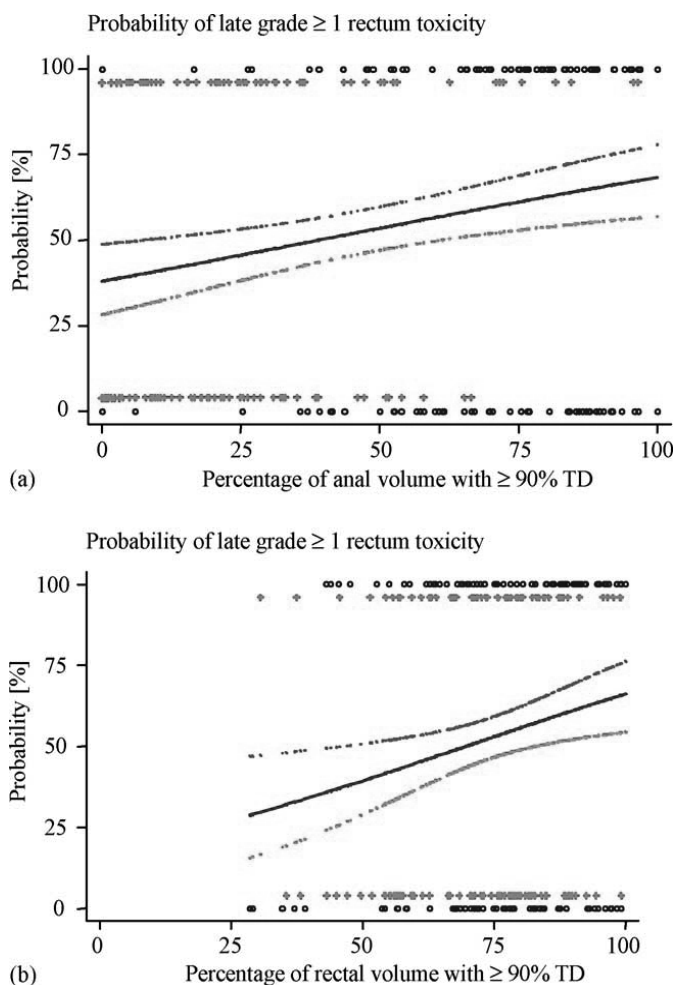 Probability of late grade ≥ 1 rectum toxicity
100
75
50
25
0
Probability [%]
0 25 50 75 100
(a) Percentage of anal volume with ≥ 90% TD
Probability of late grade ≥ 1 rectum toxicity
100
75
50
25
0
Probability [%]
0 25 50 75 100
(b) Percentage of rectal volume with ≥ 90% TD